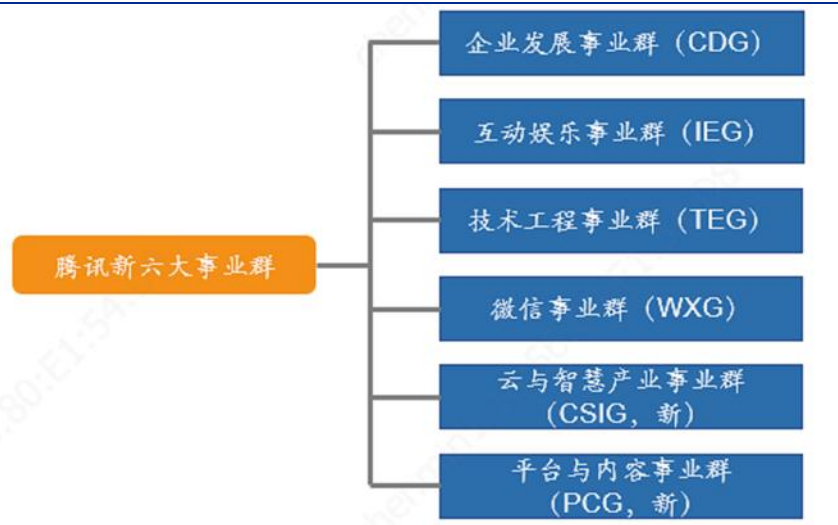 企业发展事业群（CDG）
互动娱乐事业群（IEG）
技术工程事业群（TEG）
腾讯新六大事业群
微信事业群（WXG）
云与智慧产业事业群
（CSIG，新）
平台与内容事业群
（PCG，新）